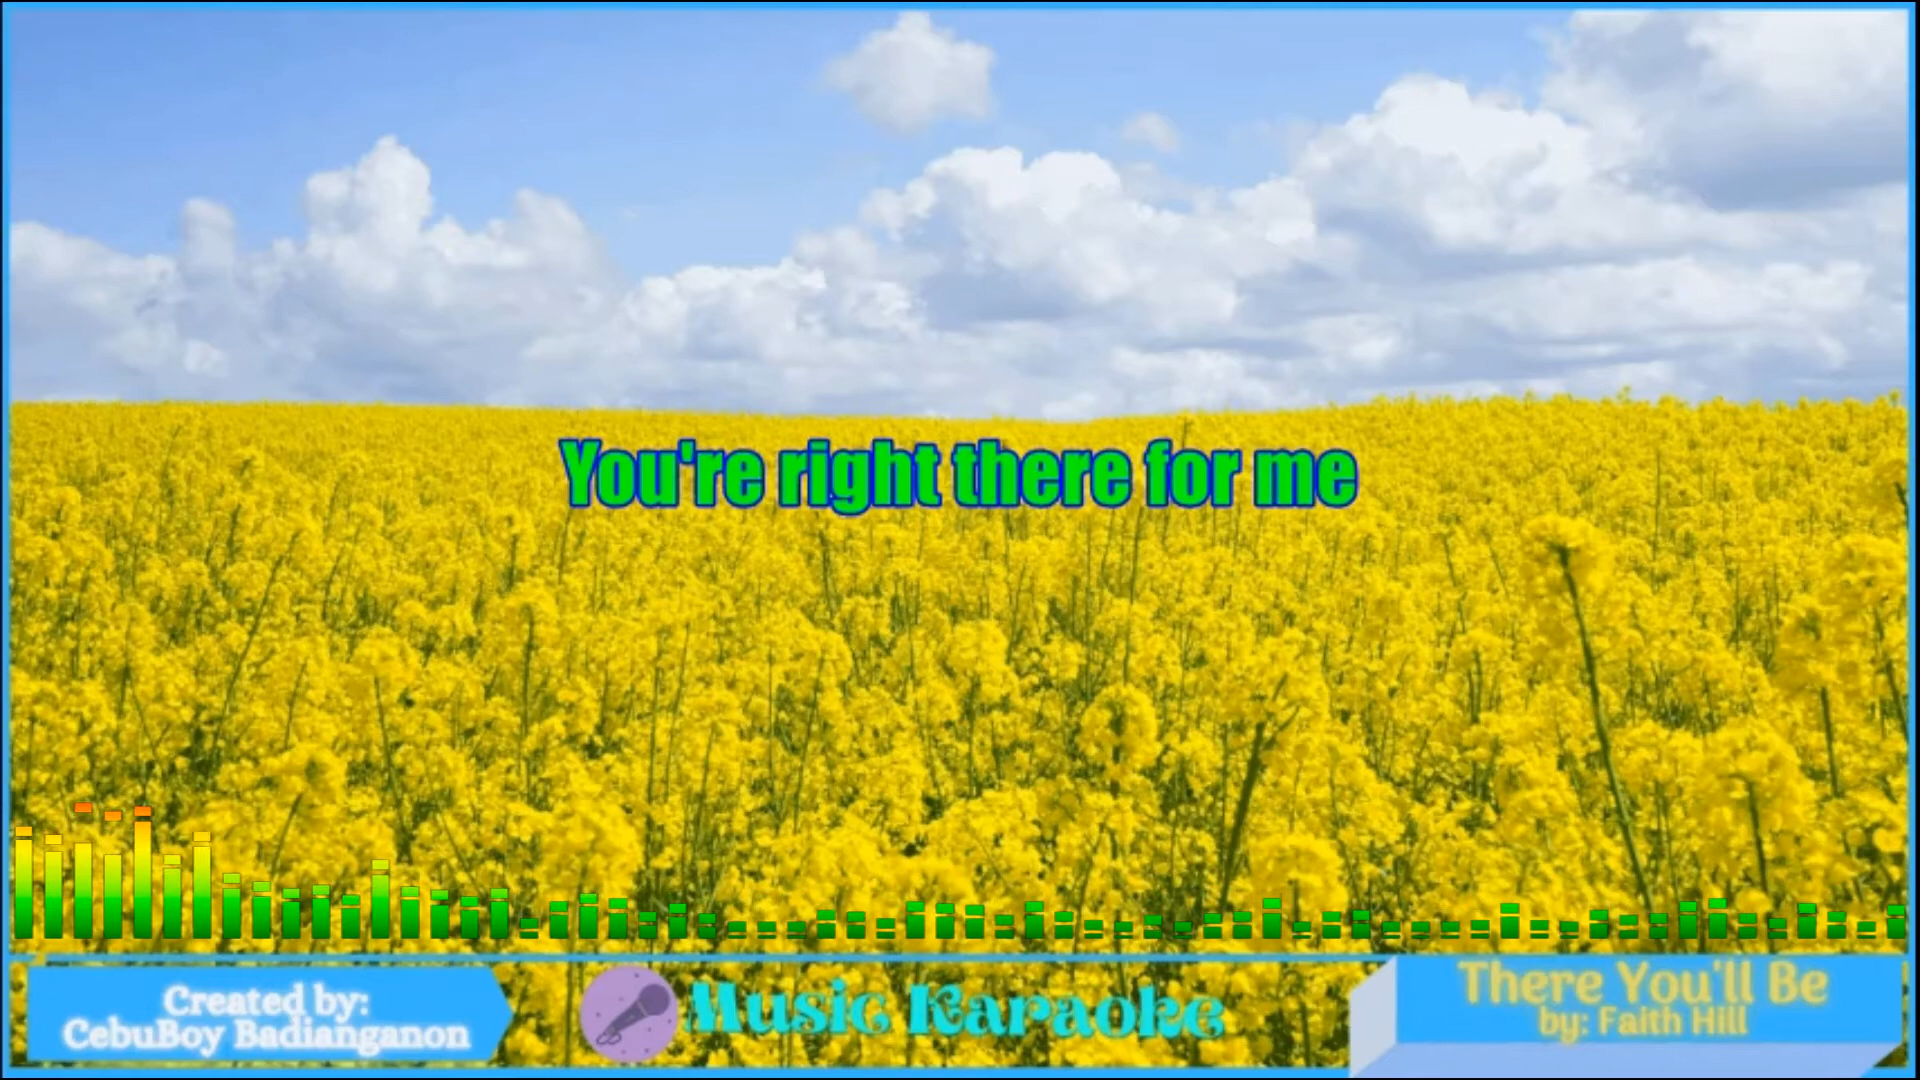 You're right there for me
Created by:
CebuBoy Badianganon
Music Karaoke
There You'll Be
by: Faith Hill